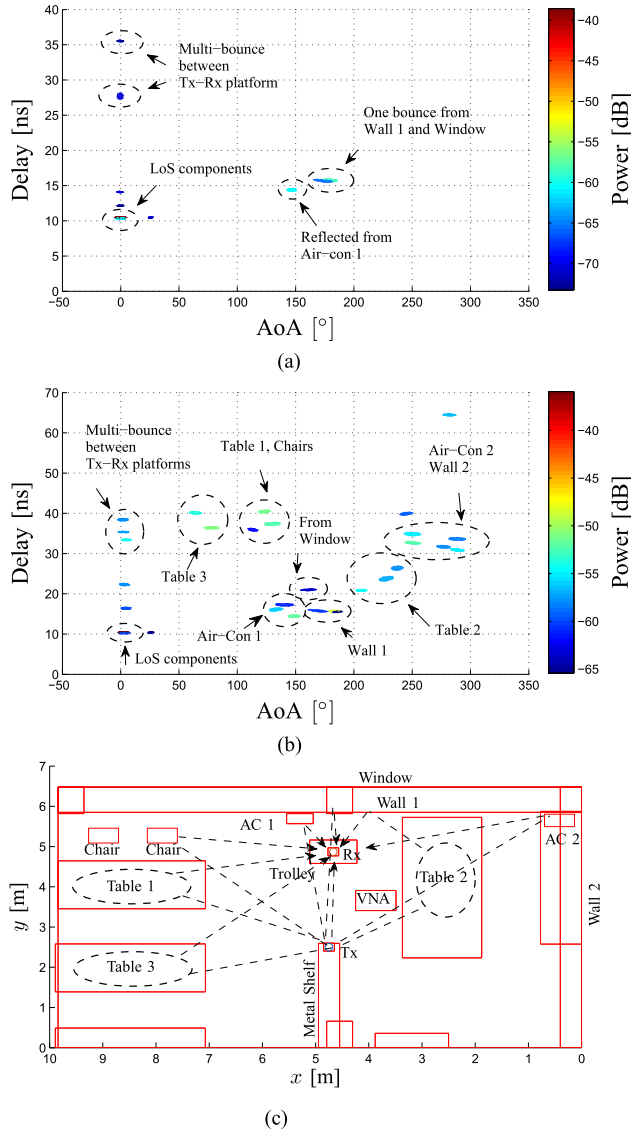 40
35
30
25
20
15
10
5
0
Delay [ns]
Multi−bounce
between
Tx−Rx platform
One bounce from
Wall 1 and Window
LoS components
Reflected from
Air−con 1
−50
0
50
100
150
200
250
300
350
AoA [°]
−40
−45
−50
−55
−60
−65
−70
Power [dB]
(a)
70
60
50
40
30
20
10
0
Delay [ns]
Multi−bounce
between
Tx−Rx platforms
Table 1, Chairs
Air−Con 2
Wall 2
From
Window
Table 3
Air−Con 1
Wall 1
Table 2
LoS components
−50
0
50
100
150
200
250
300
350
AoA [°]
−40
−45
−50
−55
−60
−65
Power [dB]
(b)
7
6
5
4
3
2
1
0
y [m]
Window
Wall 1
AC 1
AC 2
Chair
Chair
Rx
Trolley
Table 1
Table 2
VNA
Wall 2
Tx
Table 3
Metal Shelf
10
9
8
7
6
5
4
3
2
1
0
x [m]
(c)